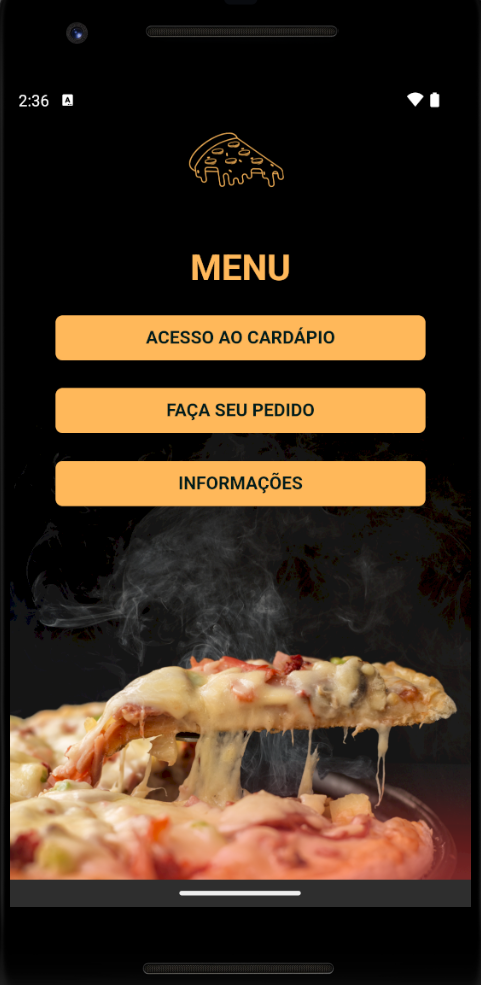 2:36
MENU
ACESSO AO CARDÁPIO
FAÇA SEU PEDIDO
INFORMAÇÕES